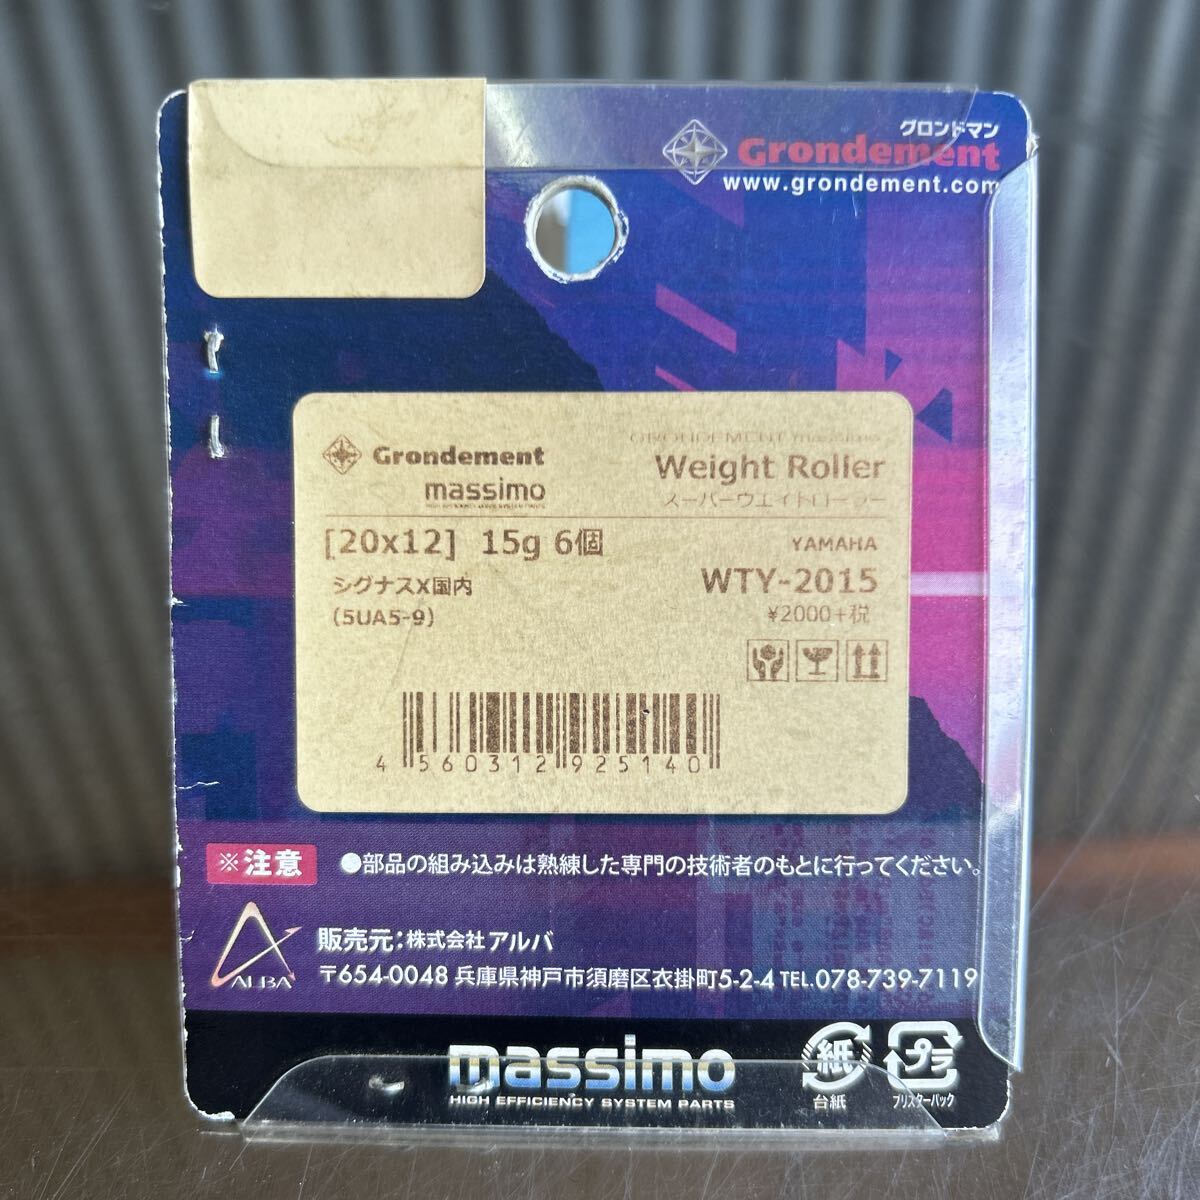 グロンドマン
Grondement
www.grondement.com
Grondement
massimo
HIGH EFFICIENCY SYSTEM PARTS
GRONDEMENT massimo
Weight Roller
スーパーウエイトローラー
[20x12] 15g 6個
シグナスX国内
(5UA5-9)
YAMAHA
WTY-2015
¥2000+税
4 560312 925140
※注意 ●部品の組み込みは熟練した専門の技術者のもとに行ってください。
ALBA
販売元:株式会社アルバ
〒654-0048 兵庫県神戸市須磨区衣掛町5-2-4 TEL.078-739-7119
massimo
HIGH EFFICIENCY SYSTEM PARTS
紙
台紙
プラ
ブリスターパック